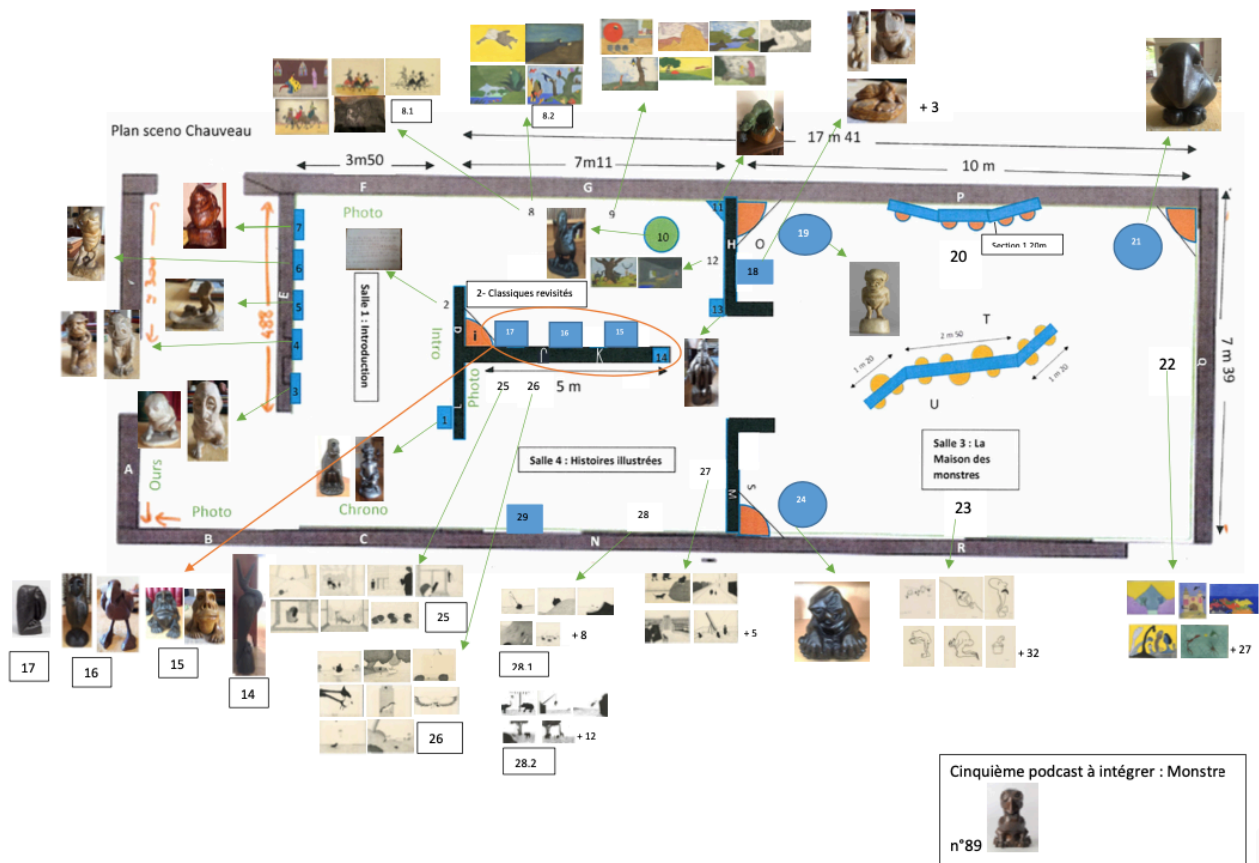 Plan sceno Chauveau
8.1
8.2
+ 3
17 m 41
3m50
7m11
10 m
F
G
P
Photo
8
9
10
11
12
H
O
18
19
20
Section 1.20m
21
7
6
5
4
3
E
484
Salle 1 : Introduction
2
Intro
2- Classiques revisités
D
i
17
16
15
J
K
14
13
T
2 m 50
1 m 20
1 m 20
U
22
Q
7 m 39
L
1
Photo
25
26
5 m
A
Ours
Photo
Chrono
Salle 4 : Histoires illustrées
27
M
S
24
Salle 3 : La
Maison des
monstres
23
29
28
B
C
N
R
17
16
15
14
25
26
+ 8
28.1
+ 12
28.2
+ 5
+ 32
+ 27
Cinquième podcast à intégrer : Monstre
n°89